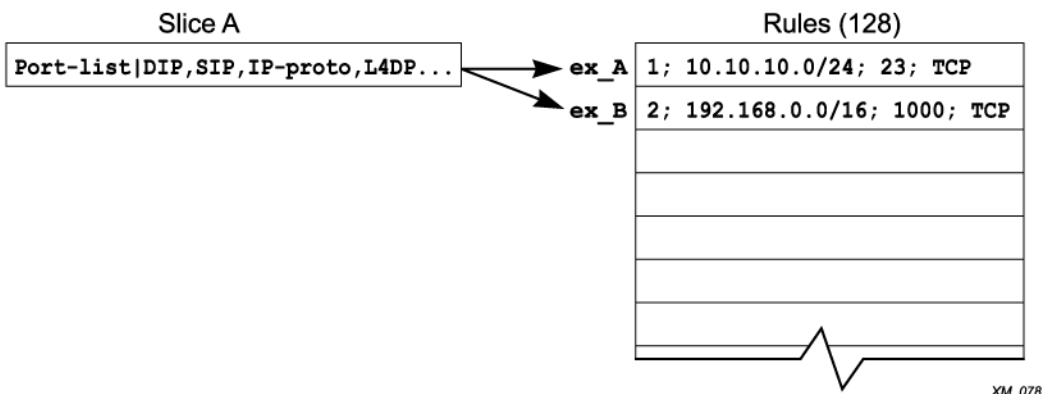 Slice A
Rules (128)
Port-list|DIP,SIP,IP-proto,L4DP...
ex_A
1; 10.10.10.0/24; 23; TCP
ex_B
2; 192.168.0.0/16; 1000; TCP
XM_078